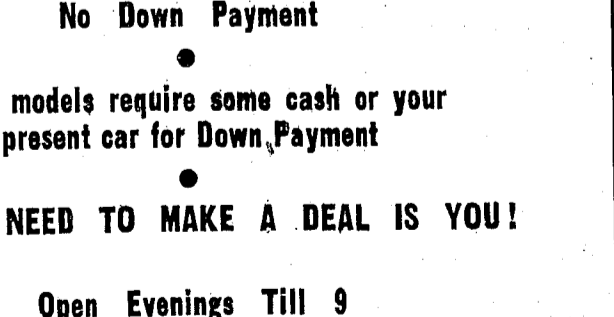 No Down Payment
models require some cash or your
present car for Down Payment
NEED TO MAKE A DEAL IS YOU!
Open Evenings Till 9